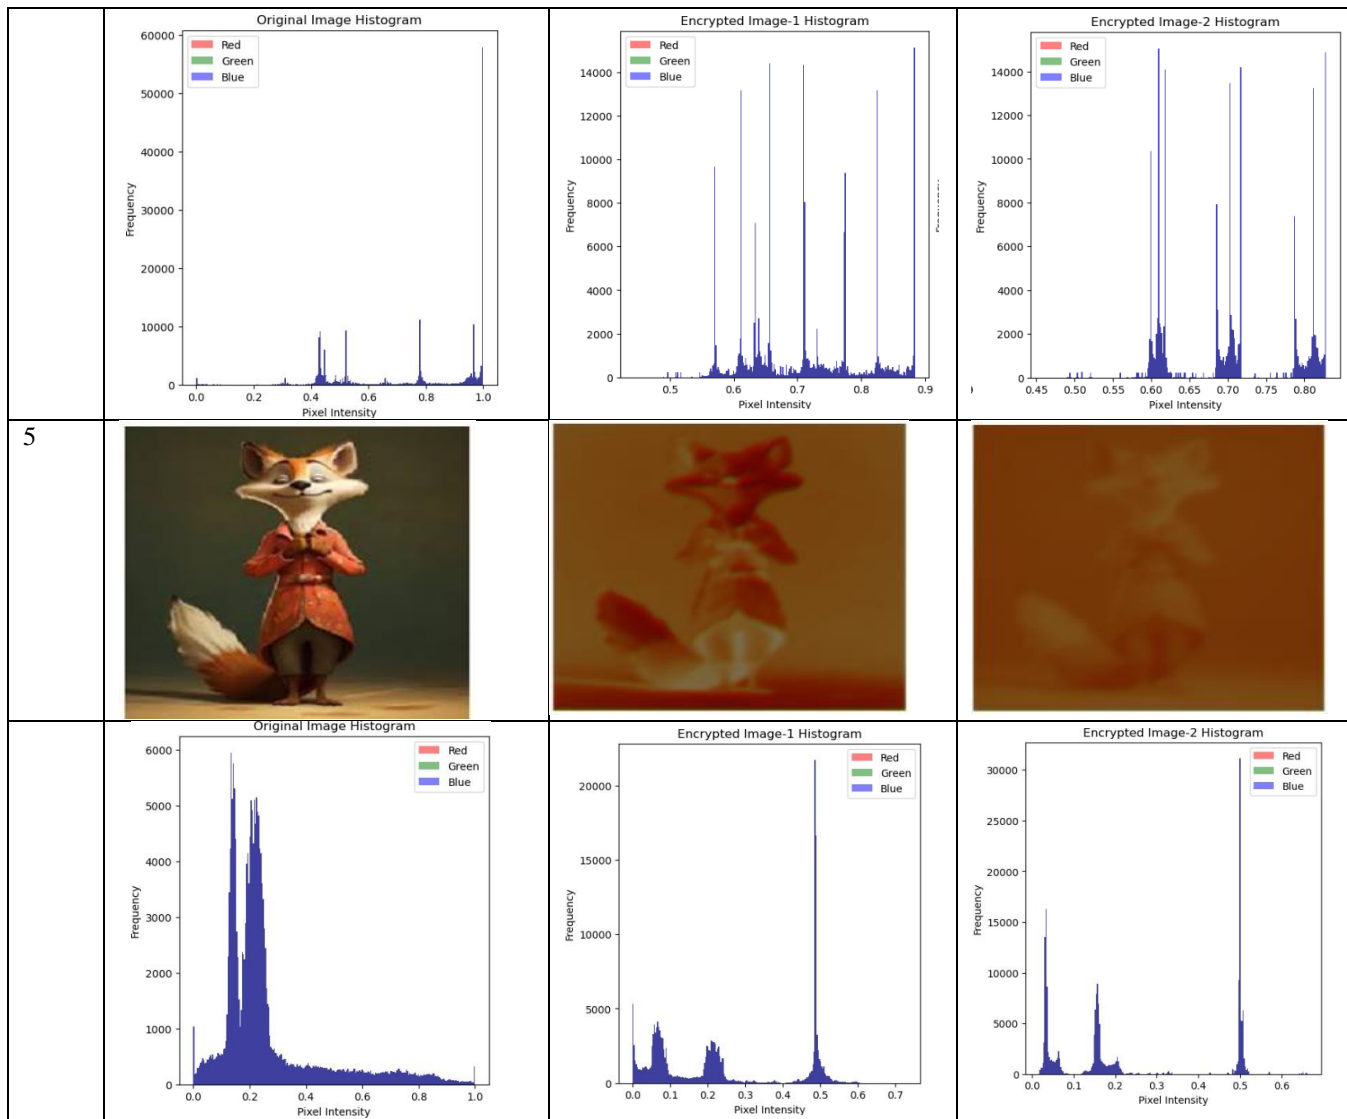 Original Image Histogram
Red
Green
Blue
60000
50000
40000
30000
20000
10000
0
Frequency
0.0 0.2 0.4 0.6 0.8 1.0
Pixel Intensity
Encrypted Image-1 Histogram
Red
Green
Blue
14000
12000
10000
8000
6000
4000
2000
0
Frequency
0.5 0.6 0.7 0.8 0.9
Pixel Intensity
Encrypted Image-2 Histogram
Red
Green
Blue
14000
12000
10000
8000
6000
4000
2000
0
Frequency
0.45 0.50 0.55 0.60 0.65 0.70 0.75 0.80
Pixel Intensity
5
Original Image Histogram
Red
Green
Blue
6000
5000
4000
3000
2000
1000
0
Frequency
0.0 0.2 0.4 0.6 0.8 1.0
Pixel Intensity
Encrypted Image-1 Histogram
Red
Green
Blue
20000
15000
10000
5000
0
Frequency
0.0 0.1 0.2 0.3 0.4 0.5 0.6 0.7
Pixel Intensity
Encrypted Image-2 Histogram
Red
Green
Blue
30000
25000
20000
15000
10000
5000
0
Frequency
0.0 0.1 0.2 0.3 0.4 0.5 0.6
Pixel Intensity